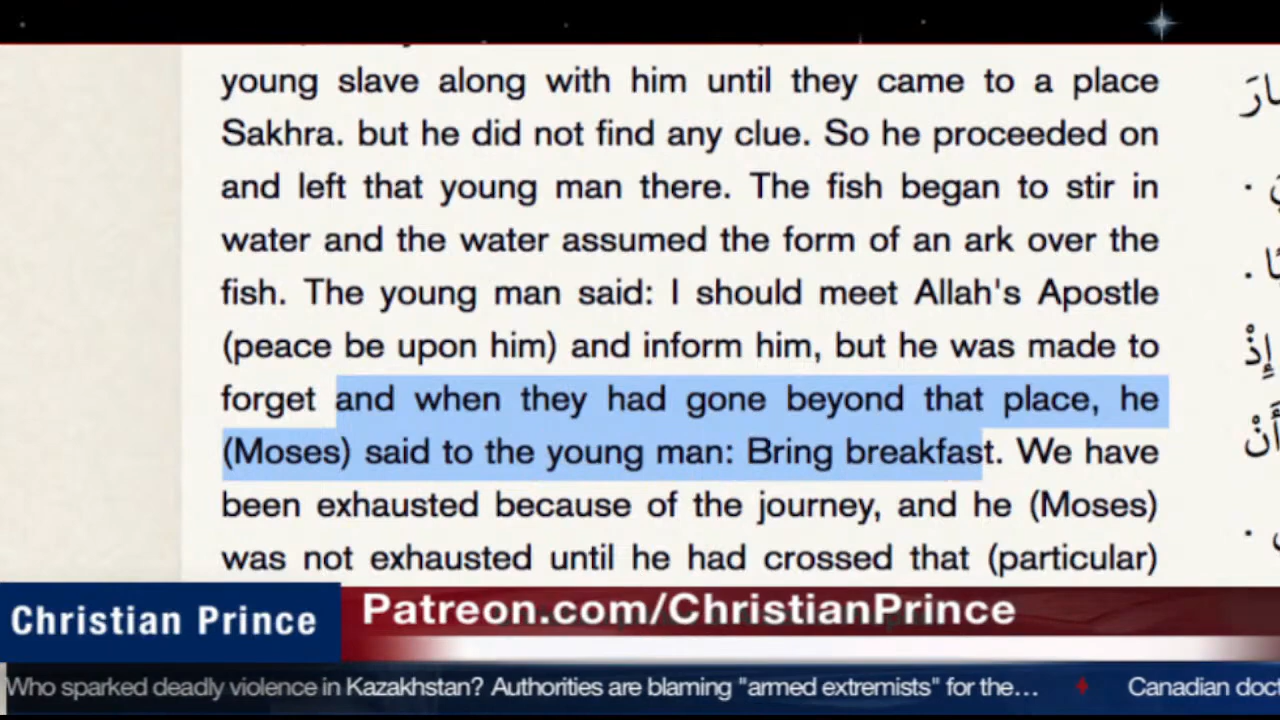 young slave along with him until they came to a place
Sakhra. but he did not find any clue. So he proceeded on
and left that young man there. The fish began to stir in
water and the water assumed the form of an ark over the
fish. The young man said: I should meet Allah's Apostle
(peace be upon him) and inform him, but he was made to
forget and when they had gone beyond that place, he
(Moses) said to the young man: Bring breakfast. We have
been exhausted because of the journey, and he (Moses)
was not exhausted until he had crossed that (particular)
إِذْ
أَنْ
Christian Prince
Patreon.com/ChristianPrince
Who sparked deadly violence in Kazakhstan? Authorities are blaming "armed extremists" for the… Canadian doct